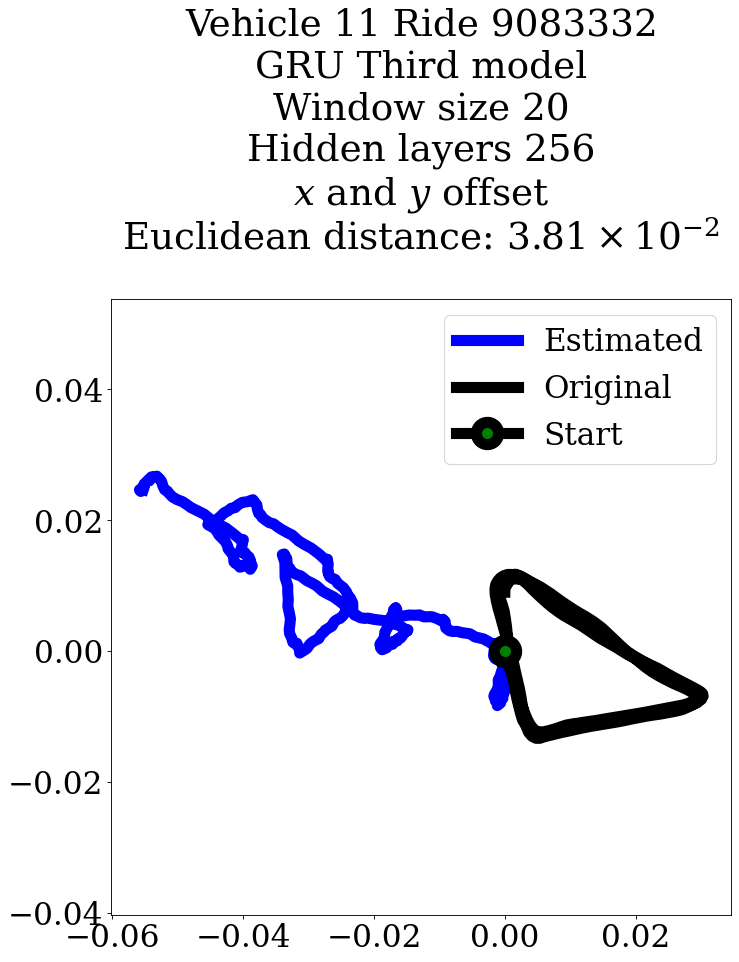 Vehicle 11 Ride 9083332
GRU Third model
Window size 20
Hidden layers 256
x and y offset
Euclidean distance: 3.81 × 10⁻²
Estimated
Original
Start
0.04
0.02
0.00
−0.02
−0.04
−0.06 −0.04 −0.02 0.00 0.02